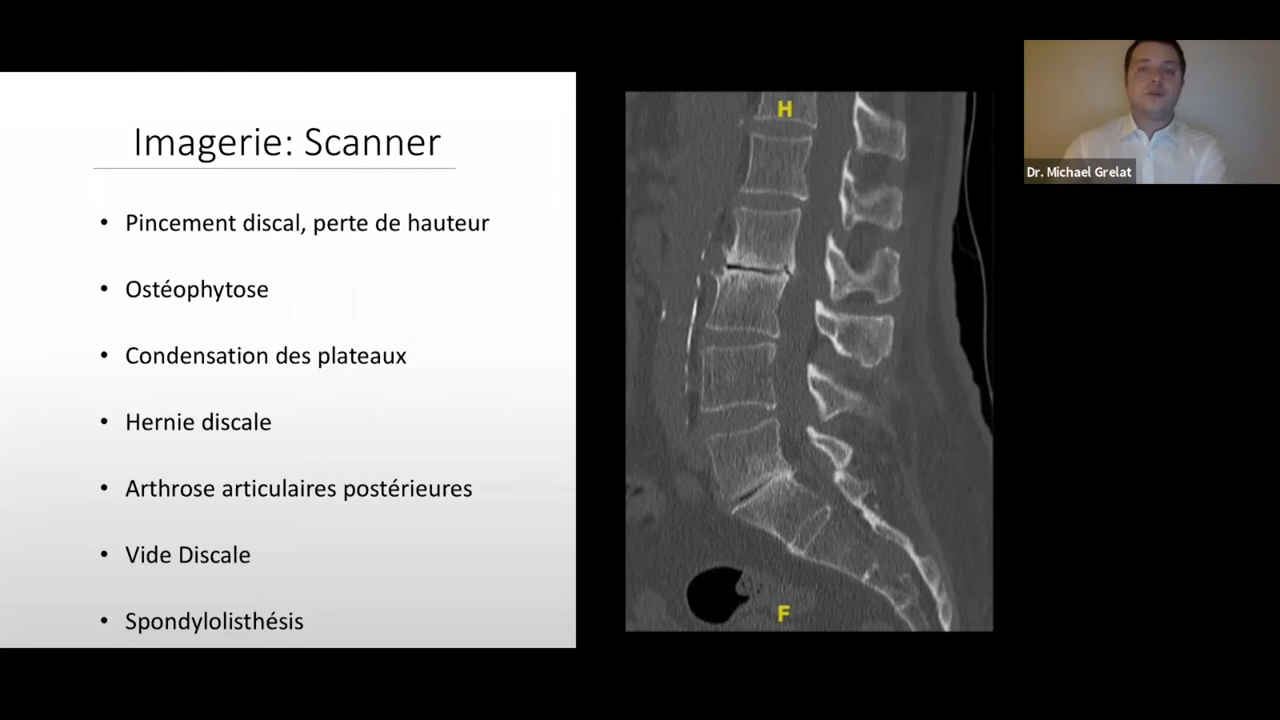 Imagerie: Scanner
• Pincement discal, perte de hauteur
• Ostéophytose
• Condensation des plateaux
• Hernie discale
• Arthrose articulaires postérieures
• Vide Discale
• Spondylolisthésis
H
F
Dr. Michael Grelat